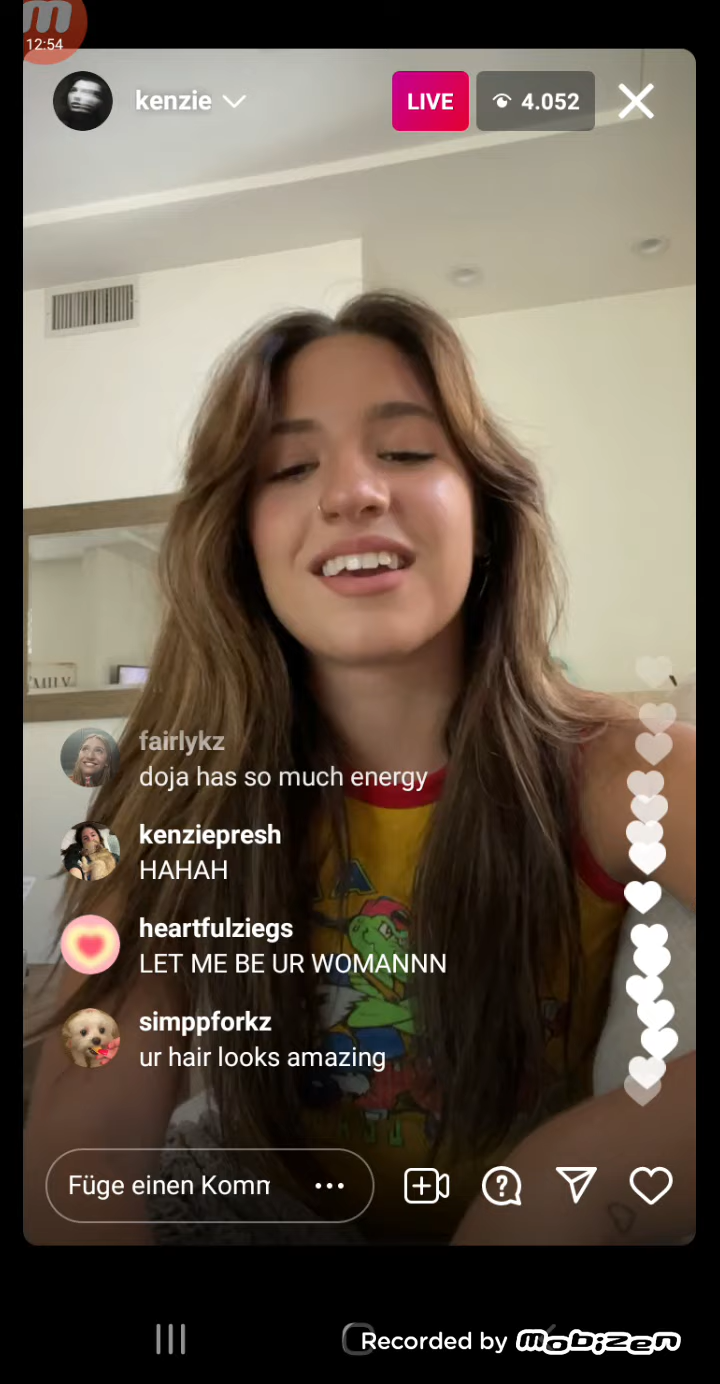 12:54
kenzie
LIVE
4.052
fairlykz
doja has so much energy
kenziepresh
HAHAH
heartfulziegs
LET ME BE UR WOMANNN
simppforkz
ur hair looks amazing
Füge einen Komm
Recorded by mobizen